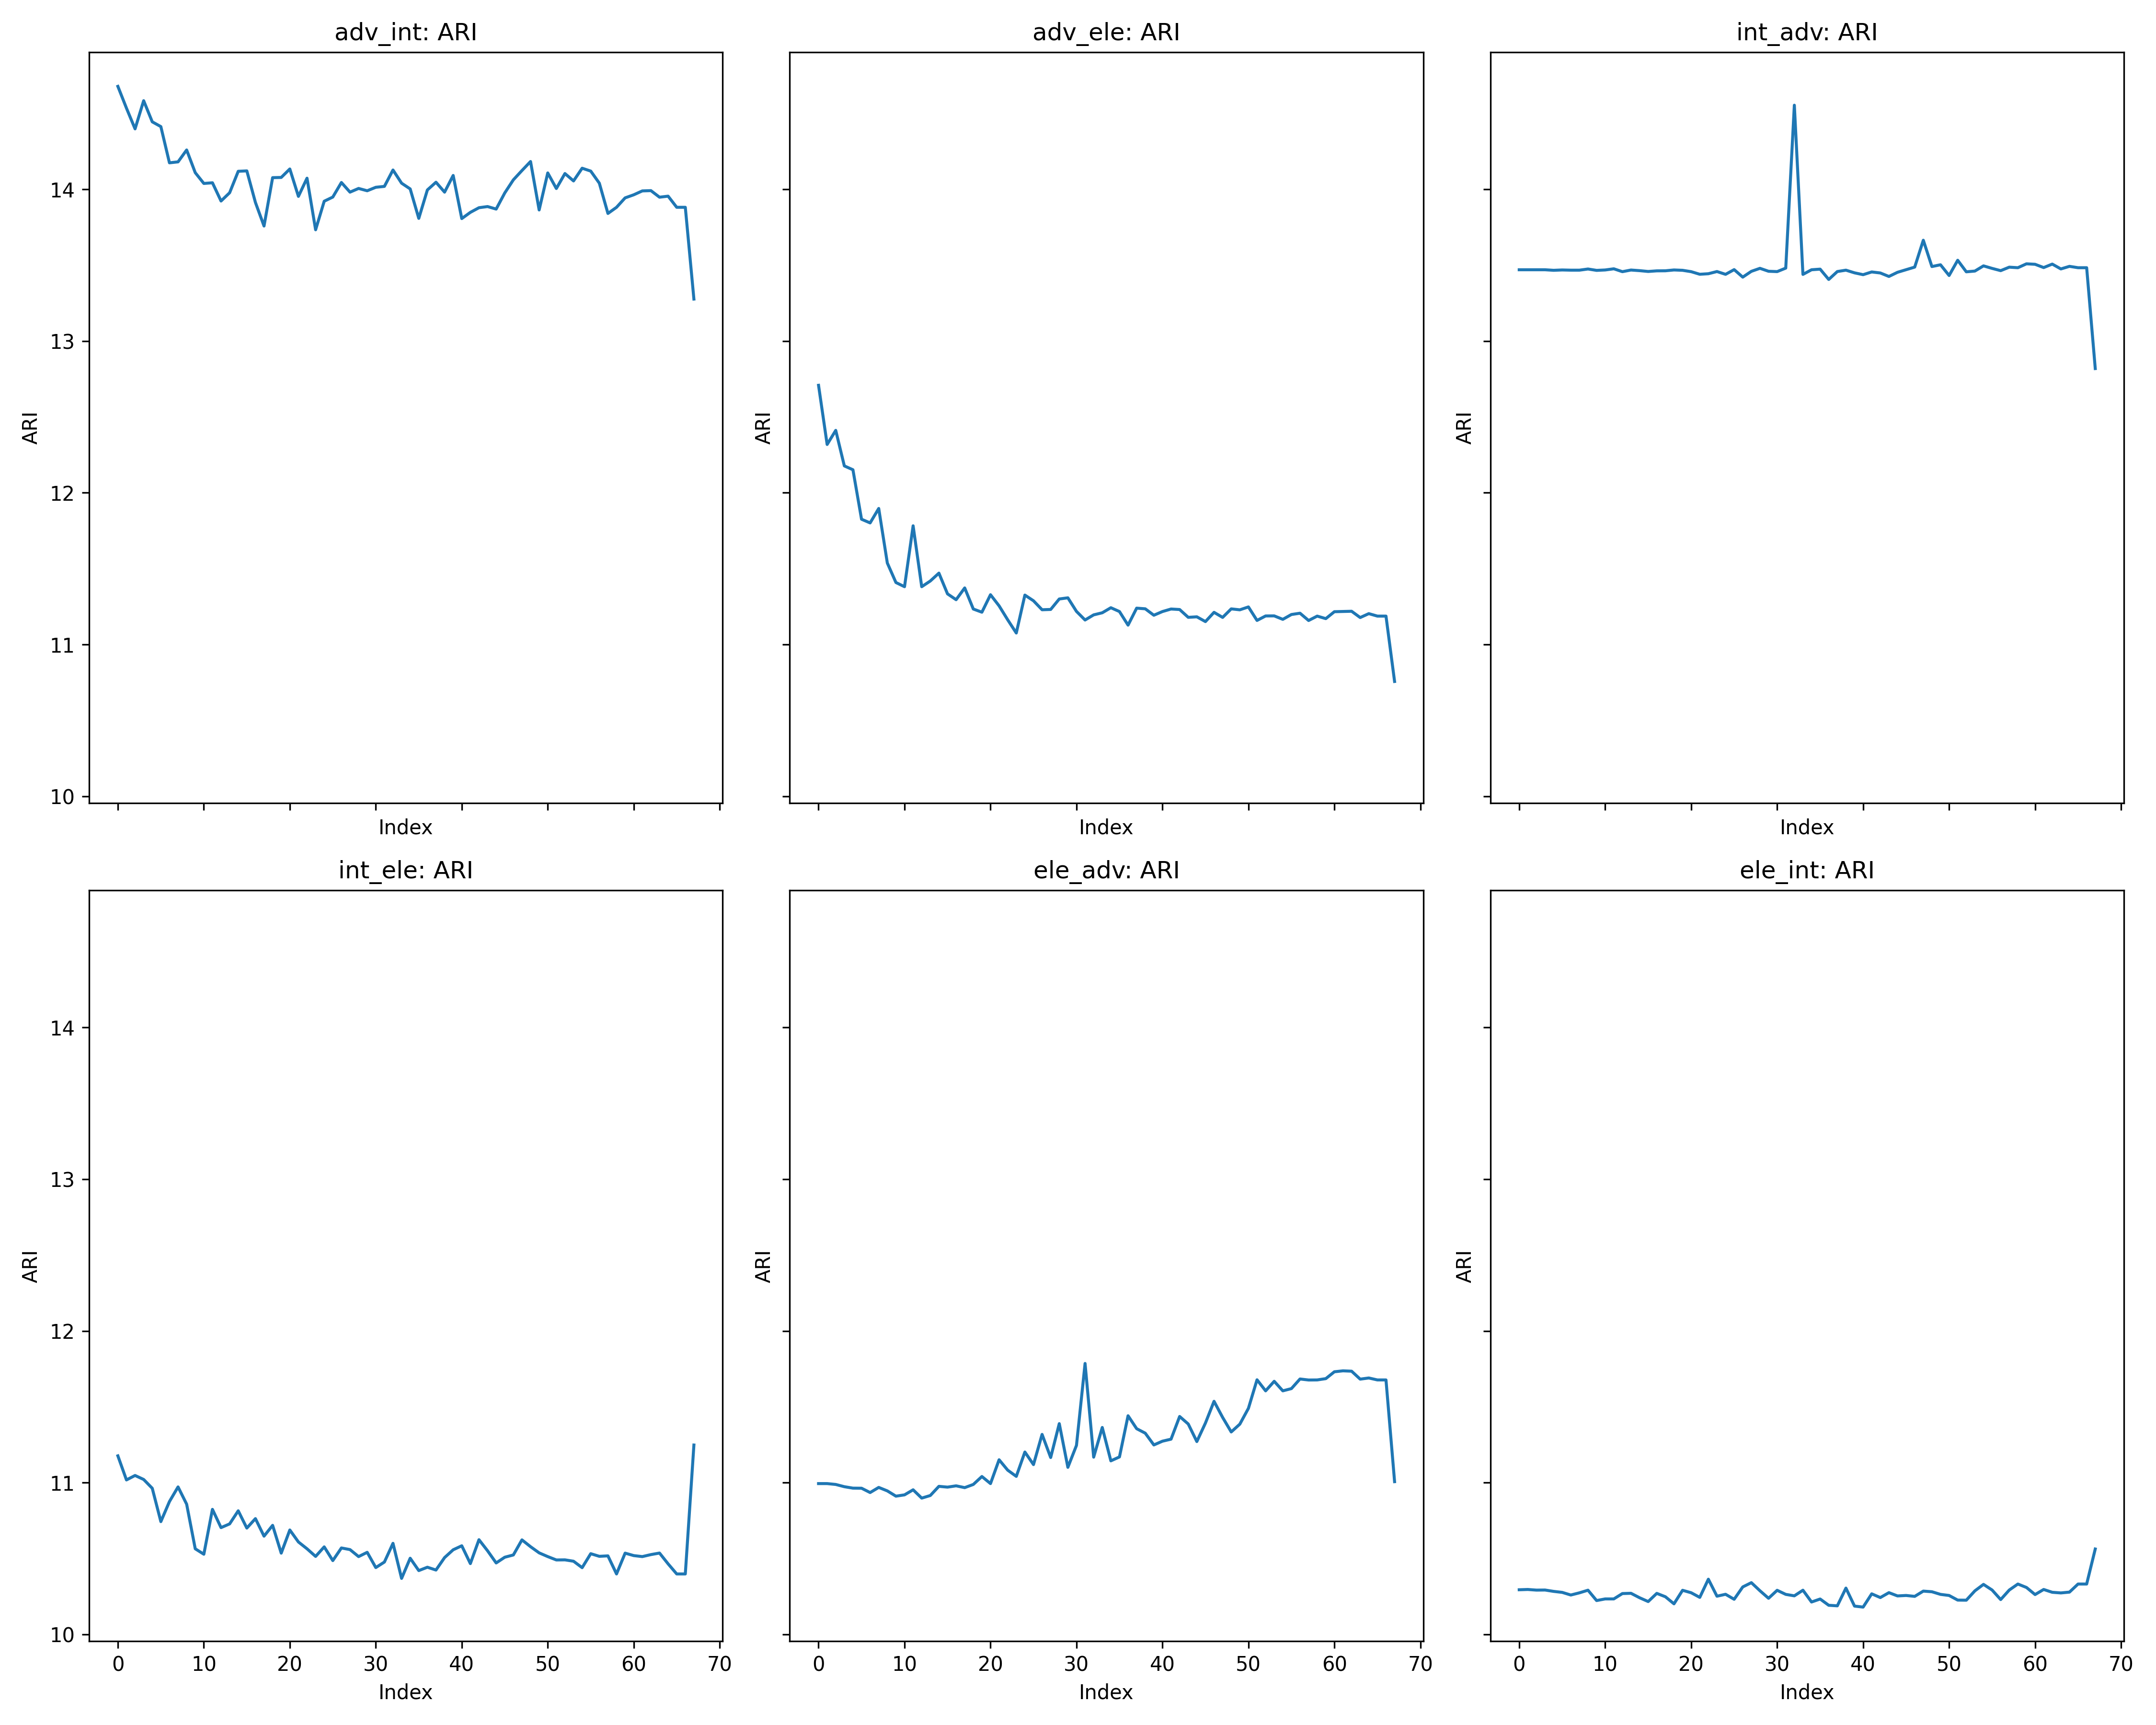 adv_int: ARI
adv_ele: ARI
int_adv: ARI
14
13
12
11
10
ARI
ARI
ARI
Index
Index
Index
int_ele: ARI
ele_adv: ARI
ele_int: ARI
14
13
12
11
10
ARI
ARI
ARI
0 10 20 30 40 50 60 70
0 10 20 30 40 50 60 70
0 10 20 30 40 50 60 70
Index
Index
Index